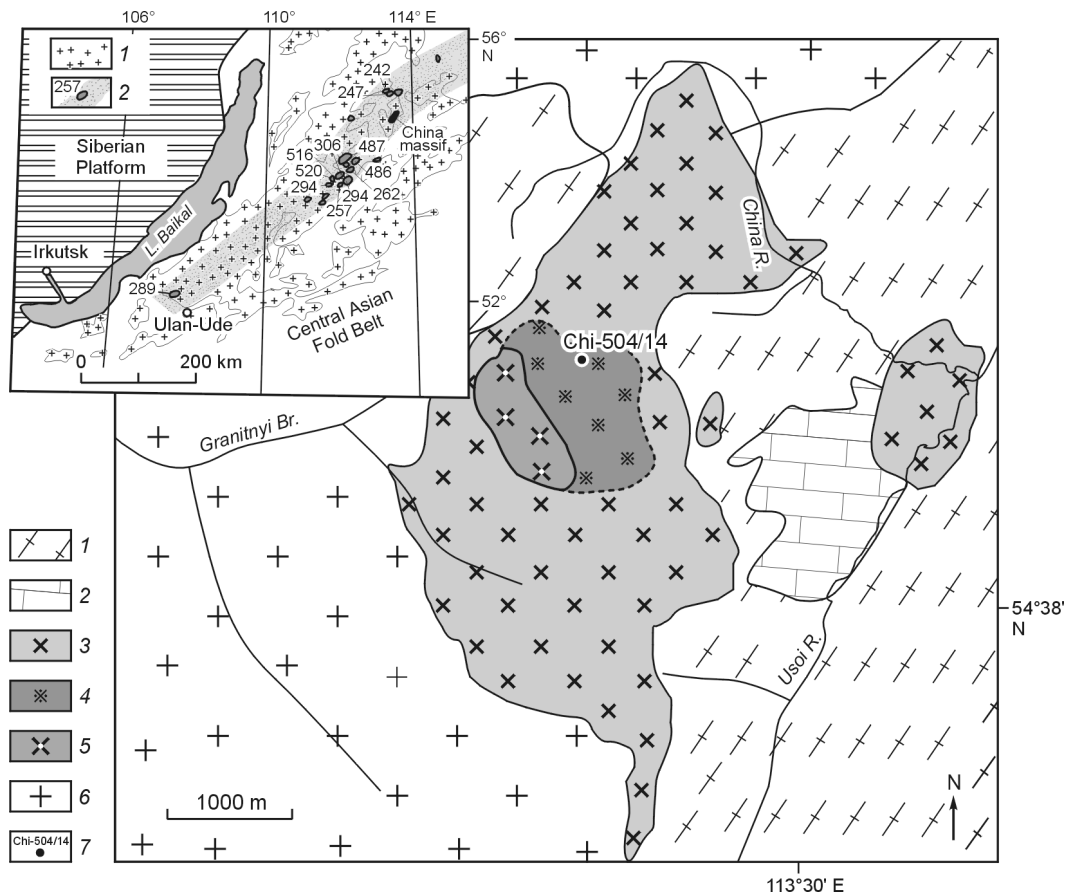 106°
110°
114° E
56°
N
1
257
2
Siberian
Platform
242
247
China
massif
306
487
516
520
486
294
294
262
257
L. Baikal
Irkutsk
289
Ulan-Ude
Central Asian
Fold Belt
0
200 km
52°
China R.
Chi-504/14
Granitnyi Br.
Usoi R.
54°38'
N
1
2
3
4
5
6
Chi-504/14
7
1000 m
N
113°30' E